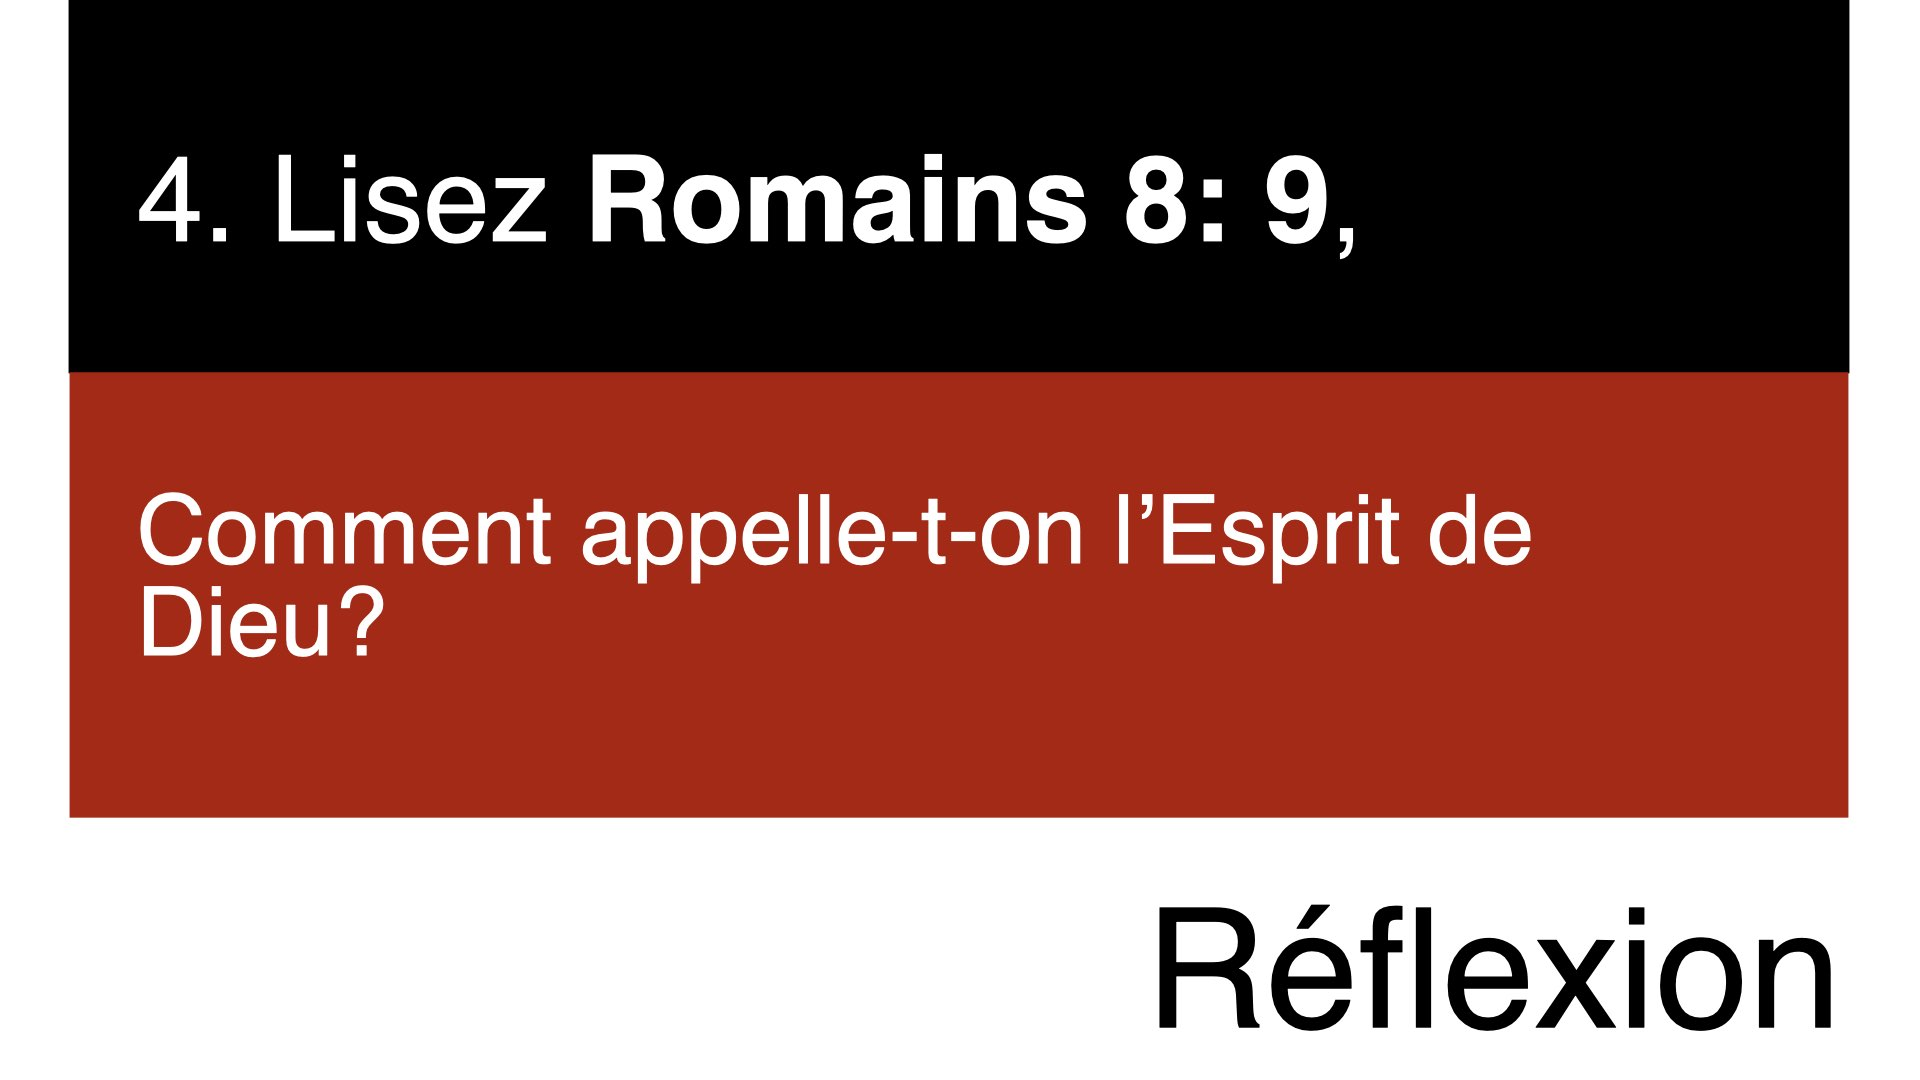 4. Lisez Romains 8: 9,
Comment appelle-t-on l’Esprit de
Dieu?
Réflexion